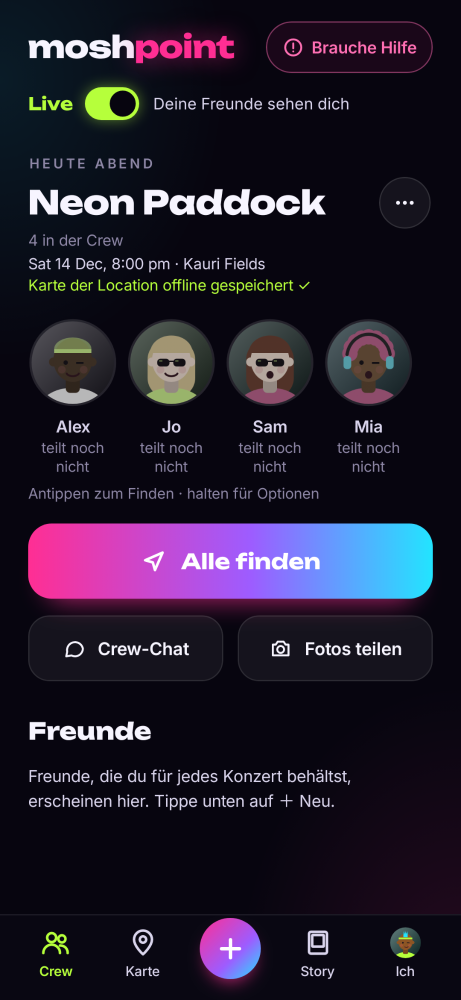 moshpoint
Brauche Hilfe
Live
Deine Freunde sehen dich
HEUTE ABEND
Neon Paddock
4 in der Crew
Sat 14 Dec, 8:00 pm · Kauri Fields
Karte der Location offline gespeichert ✓
Alex
teilt noch
nicht
Jo
teilt noch
nicht
Sam
teilt noch
nicht
Mia
teilt noch
nicht
Antippen zum Finden · halten für Optionen
Alle finden
Crew-Chat
Fotos teilen
Freunde
Freunde, die du für jedes Konzert behältst,
erscheinen hier. Tippe unten auf + Neu.
Crew
Karte
Story
Ich